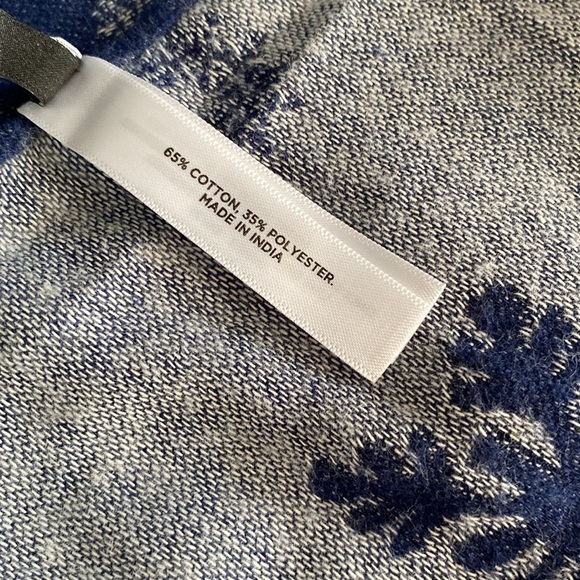 65% COTTON, 35% POLYESTER.
MADE IN INDIA